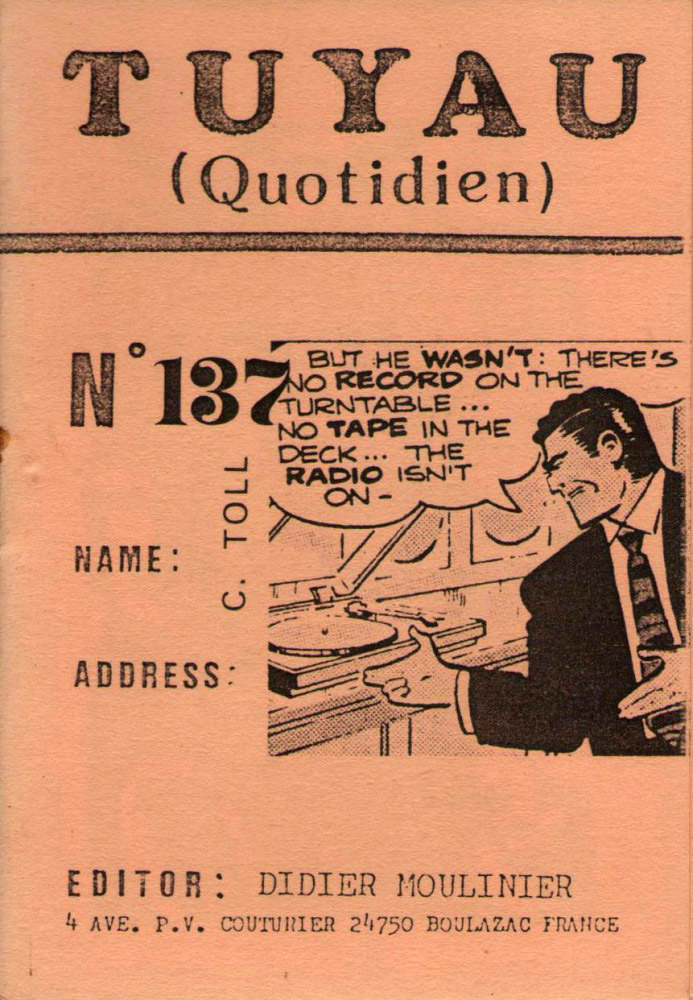 TUYAU
(Quotidien)
N° 137
BUT HE WASN'T: THERE'S
NO RECORD ON THE
TURNTABLE ...
NO TAPE IN THE
DECK... THE
RADIO ISN'T
ON -
C. TOLL
NAME:
ADDRESS:
EDITOR: DIDIER MOULINIER
4 AVE. P.V. COUTURIER 24750 BOULAZAC FRANCE